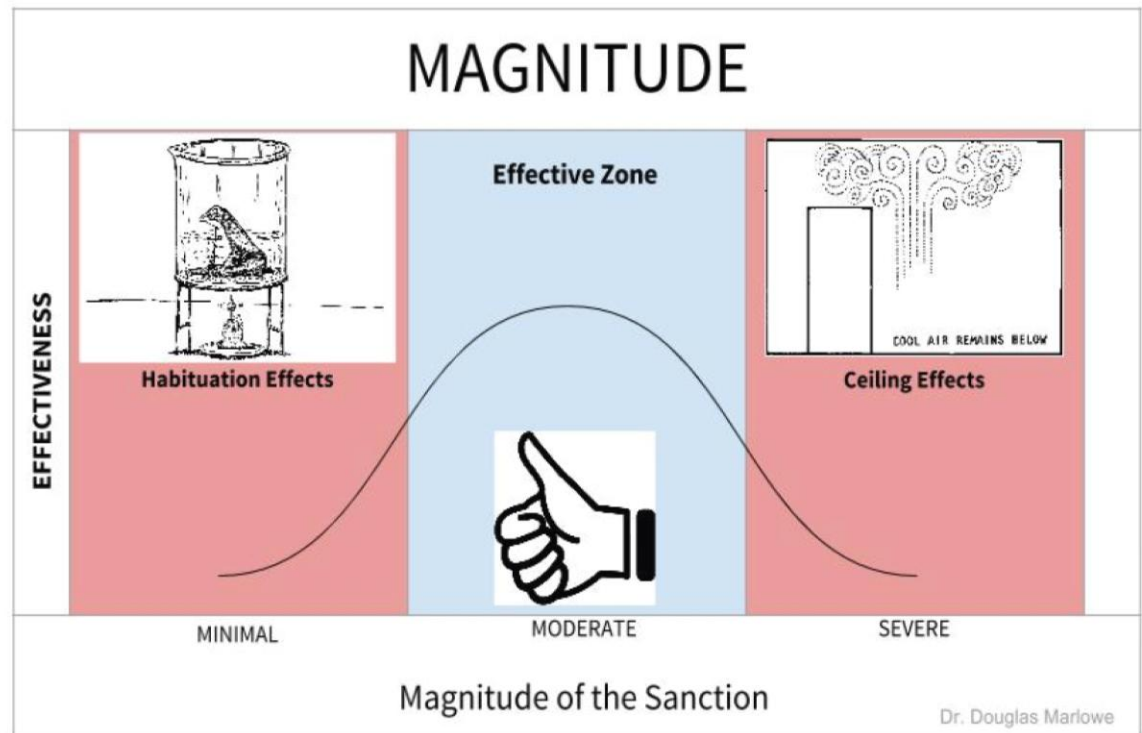 MAGNITUDE
Effective Zone
COOL AIR REMAINS BELOW
Habituation Effects
Ceiling Effects
EFFECTIVENESS
MINIMAL
MODERATE
SEVERE
Magnitude of the Sanction
Dr. Douglas Marlowe